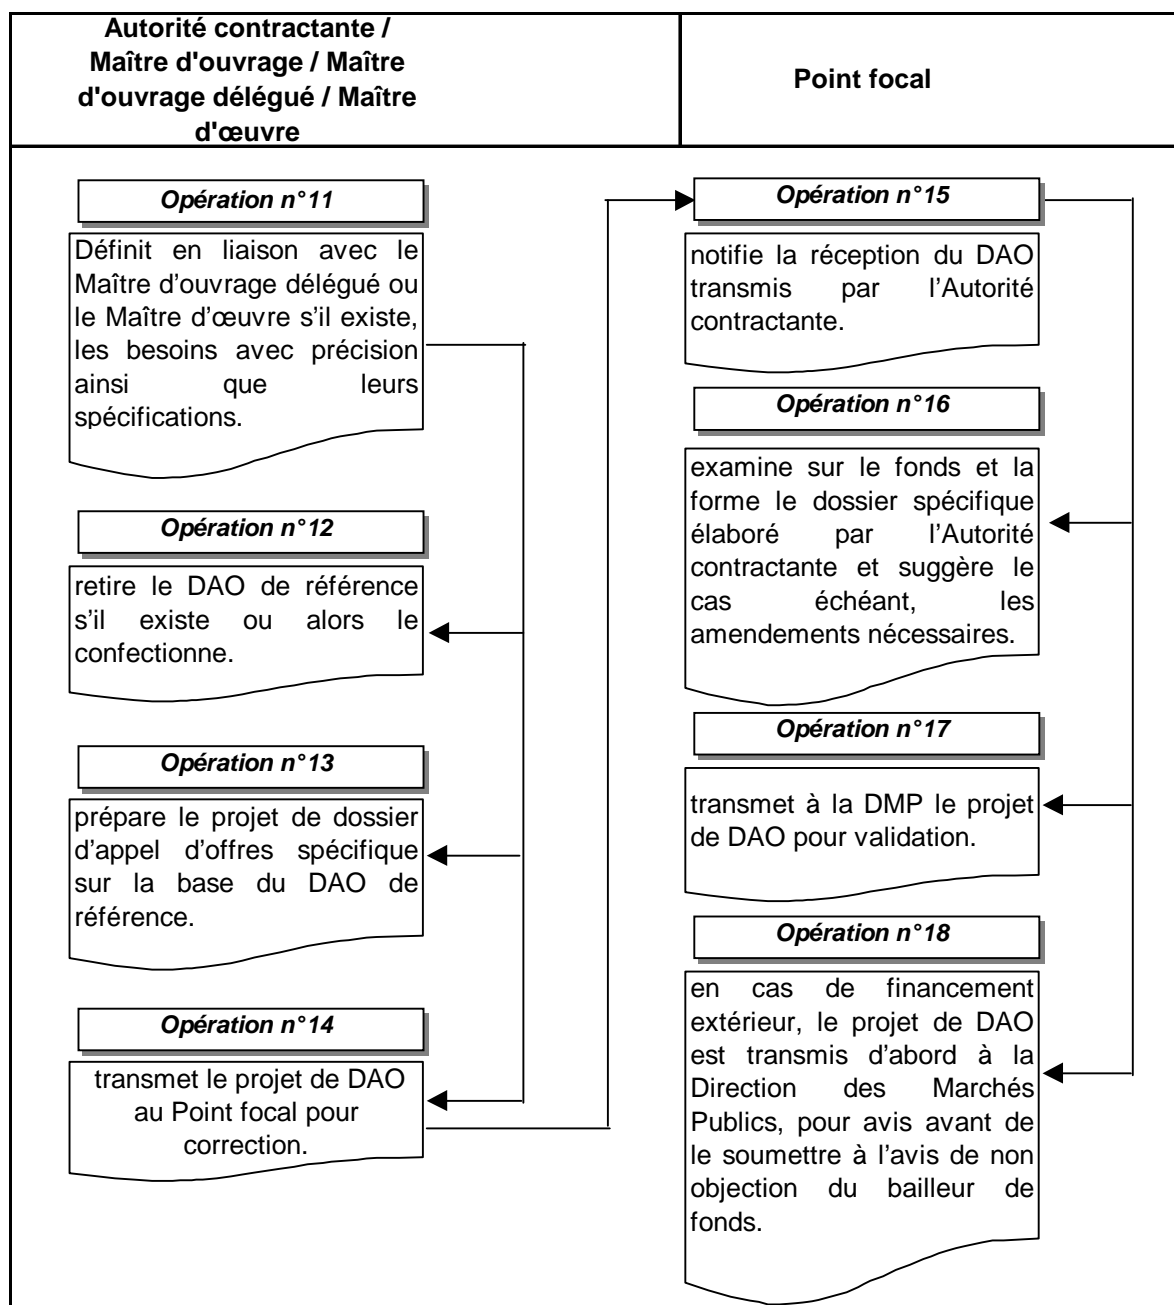 Autorité contractante /
Maître d'ouvrage / Maître
d'ouvrage délégué / Maître
d'œuvre
Point focal
Opération n°11
Définit en liaison avec le
Maître d’ouvrage délégué ou
le Maître d’œuvre s’il existe,
les besoins avec précision
ainsi que leurs
spécifications.
Opération n°12
retire le DAO de référence
s’il existe ou alors le
confectionne.
Opération n°13
prépare le projet de dossier
d’appel d’offres spécifique
sur la base du DAO de
référence.
Opération n°14
transmet le projet de DAO
au Point focal pour
correction.
Opération n°15
notifie la réception du DAO
transmis par l’Autorité
contractante.
Opération n°16
examine sur le fonds et la
forme le dossier spécifique
élaboré par l’Autorité
contractante et suggère le
cas échéant, les
amendements nécessaires.
Opération n°17
transmet à la DMP le projet
de DAO pour validation.
Opération n°18
en cas de financement
extérieur, le projet de DAO
est transmis d’abord à la
Direction des Marchés
Publics, pour avis avant de
le soumettre à l’avis de non
objection du bailleur de
fonds.